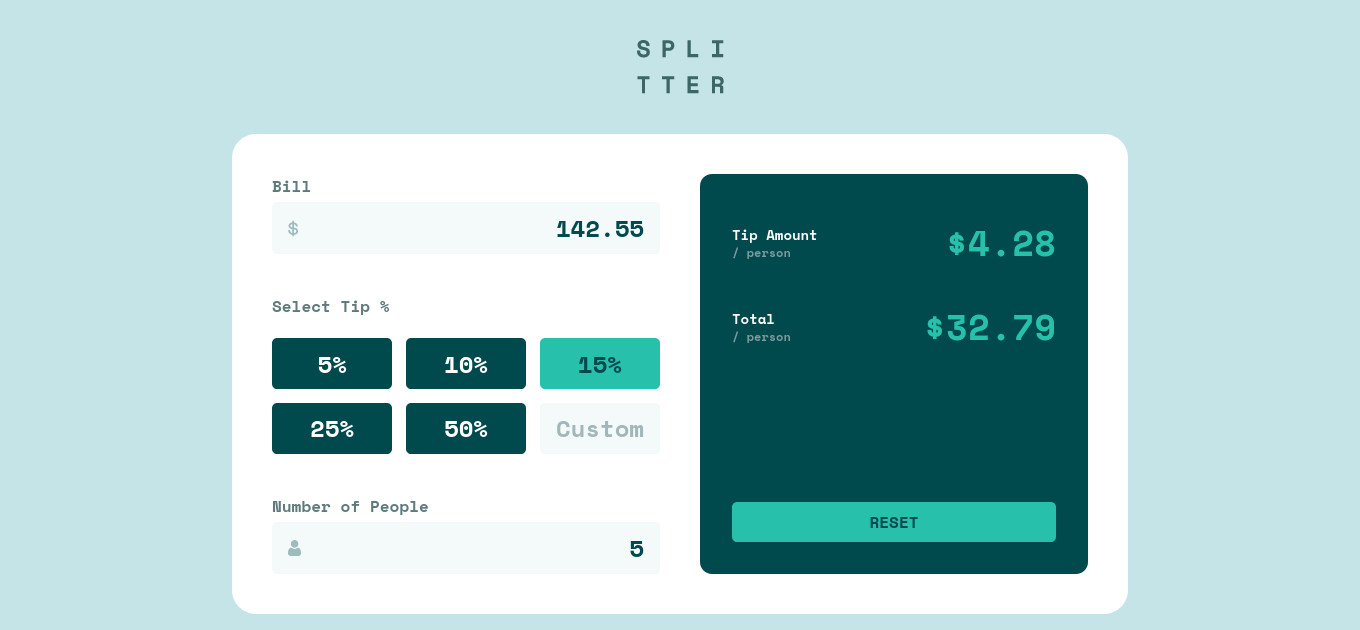 SPLI
TTER
Bill
$ 142.55
Select Tip %
5% 10% 15%
25% 50% Custom
Number of People
5
Tip Amount
/ person
$4.28
Total
/ person
$32.79
RESET